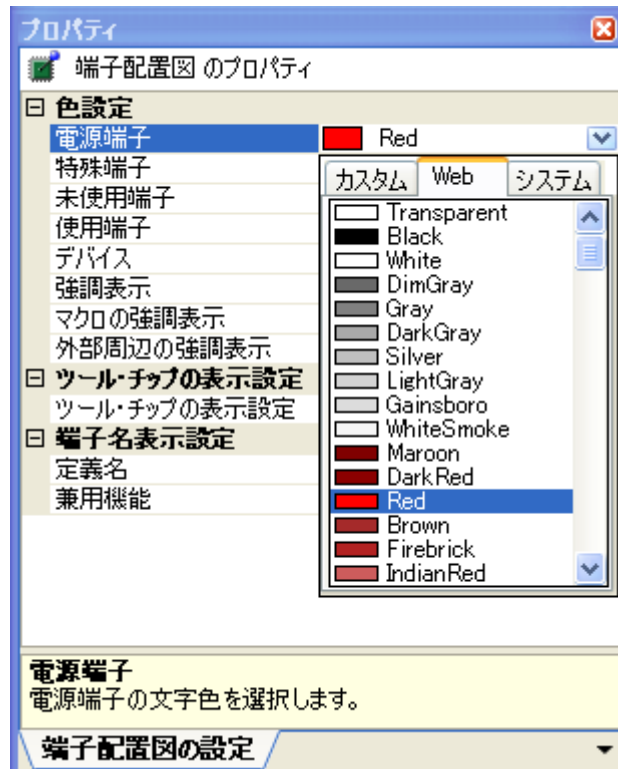 プロパティ
端子配置図 のプロパティ
色設定
電源端子 Red
特殊端子
未使用端子
使用端子
デバイス
強調表示
マクロの強調表示
外部周辺の強調表示
ツール・チップの表示設定
ツール・チップの表示設定
端子名表示設定
定義名
兼用機能
カスタム Web システム
Transparent
Black
White
DimGray
Gray
DarkGray
Silver
LightGray
Gainsboro
WhiteSmoke
Maroon
DarkRed
Red
Brown
Firebrick
IndianRed
電源端子
電源端子の文字色を選択します。
端子配置図の設定